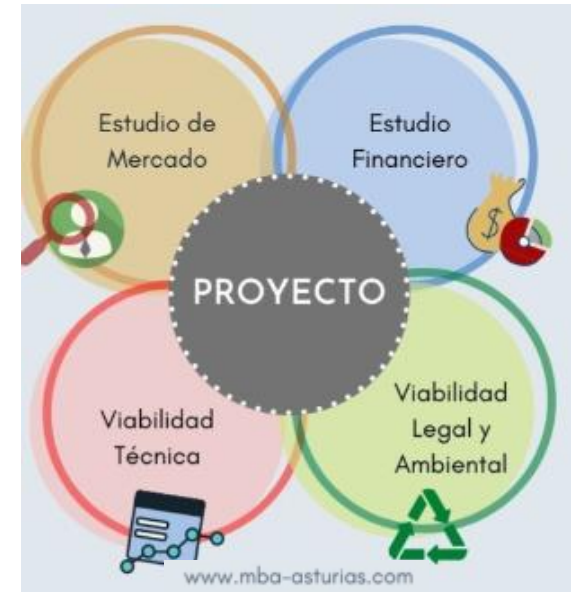 Estudio de
Mercado
Estudio
Financiero
$
PROYECTO
Viabilidad
Técnica
Viabilidad
Legal y
Ambiental
www.mba-asturias.com